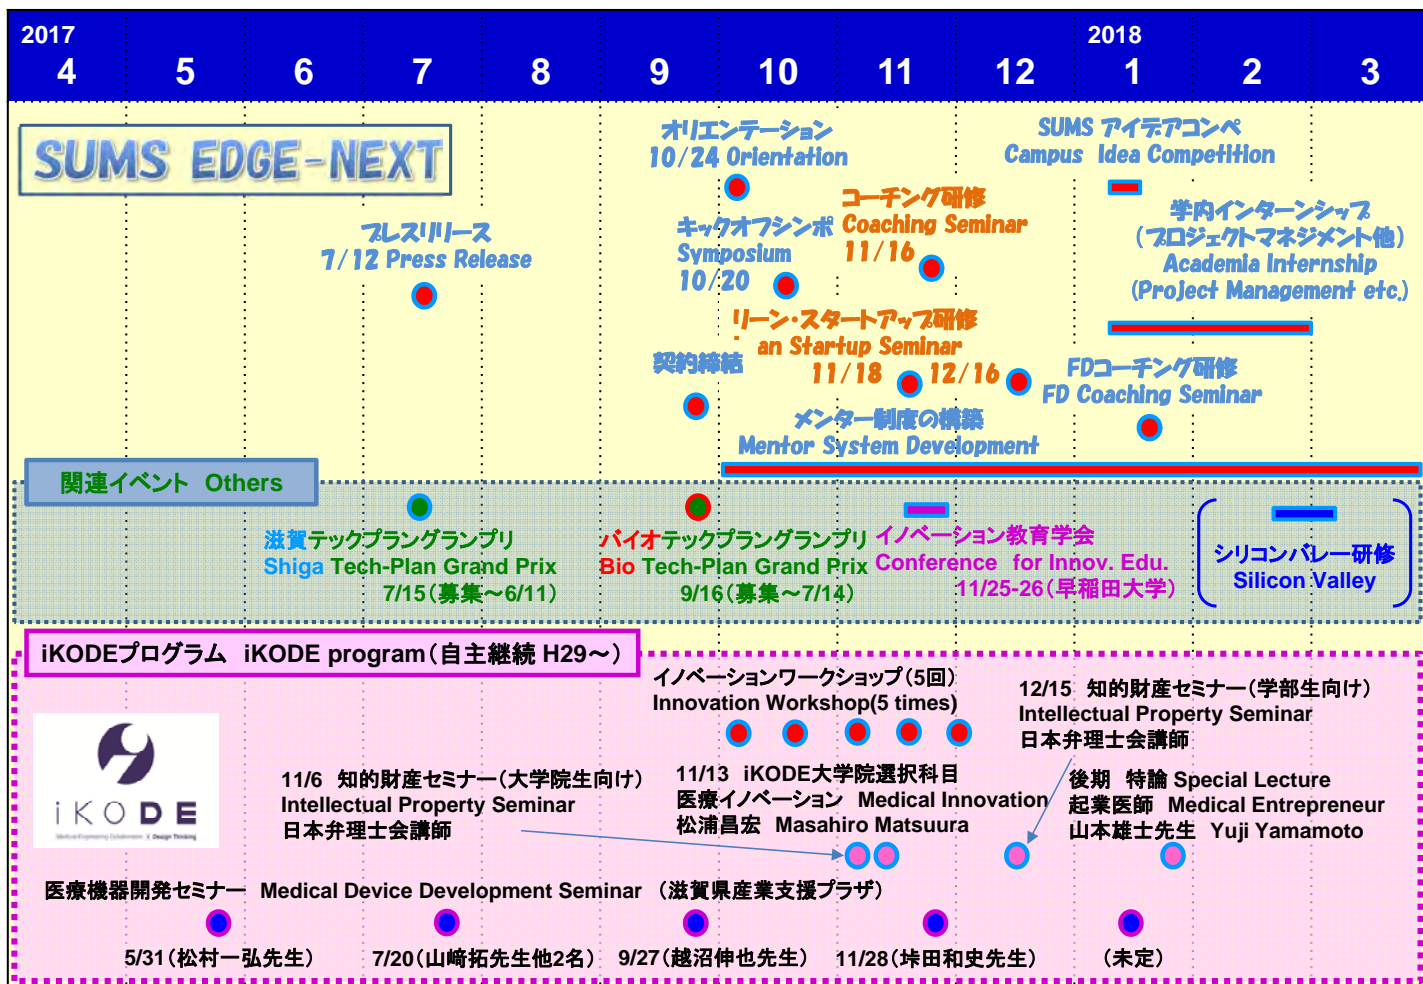 2017
2018
4 5 6 7 8 9 10 11 12 1 2 3
SUMS EDGE-NEXT
オリエンテーション
10/24 Orientation
SUMS アイデアコンペ
Campus Idea Competition
コーチング研修
Coaching Seminar
11/16
学内インターンシップ
(プロジェクトマネジメント他)
Academia Internship
(Project Management etc.)
プレスリリース
7/12 Press Release
キックオフシンポ
Symposium
10/20
リーン・スタートアップ研修
an Startup Seminar
11/18 12/16
契約締結
FDコーチング研修
FD Coaching Seminar
メンター制度の構築
Mentor System Development
関連イベント Others
滋賀テックプラングランプリ
Shiga Tech-Plan Grand Prix
7/15(募集～6/11)
バイオテックプラングランプリ
Bio Tech-Plan Grand Prix
9/16(募集～7/14)
イノベーション教育学会
Conference for Innov. Edu.
11/25-26(早稲田大学)
シリコンバレー研修
Silicon Valley
iKODEプログラム iKODE program(自主継続 H29～)
イノベーションワークショップ(5回)
Innovation Workshop(5 times)
12/15 知的財産セミナー(学部生向け)
Intellectual Property Seminar
日本弁理士会講師
iKODE
Medical-Engineering Collaboration X Design Thinking
11/6 知的財産セミナー(大学院生向け)
Intellectual Property Seminar
日本弁理士会講師
11/13 iKODE大学院選択科目
医療イノベーション Medical Innovation
松浦昌宏 Masahiro Matsuura
後期 特論 Special Lecture
起業医師 Medical Entrepreneur
山本雄士先生 Yuji Yamamoto
医療機器開発セミナー Medical Device Development Seminar (滋賀県産業支援プラザ)
5/31(松村一弘先生)
7/20(山﨑拓先生他2名)
9/27(越沼伸也先生)
11/28(垰田和史先生)
(未定)